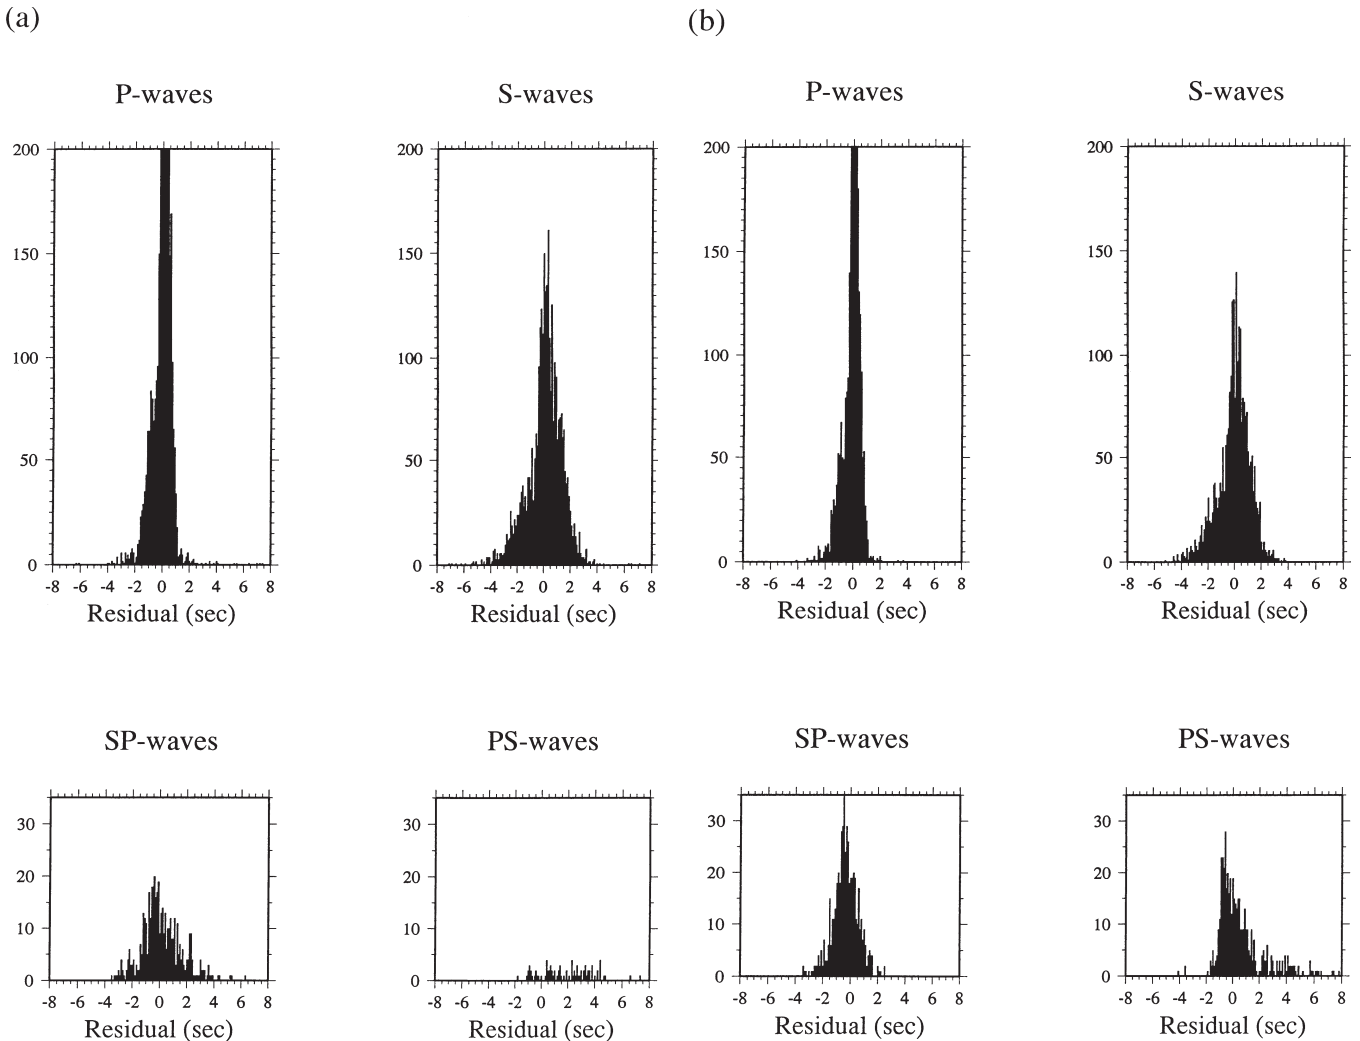 (a) (b)
P-waves S-waves P-waves S-waves
200 200 200 200
150 150 150 150
100 100 100 100
50 50 50 50
0 0 0 0
-8 -6 -4 -2 0 2 4 6 8 -8 -6 -4 -2 0 2 4 6 8 -8 -6 -4 -2 0 2 4 6 8 -8 -6 -4 -2 0 2 4 6 8
Residual (sec) Residual (sec) Residual (sec) Residual (sec)
SP-waves PS-waves SP-waves PS-waves
30 30 30 30
20 20 20 20
10 10 10 10
0 0 0 0
-8 -6 -4 -2 0 2 4 6 8 -8 -6 -4 -2 0 2 4 6 8 -8 -6 -4 -2 0 2 4 6 8 -8 -6 -4 -2 0 2 4 6 8
Residual (sec) Residual (sec) Residual (sec) Residual (sec)